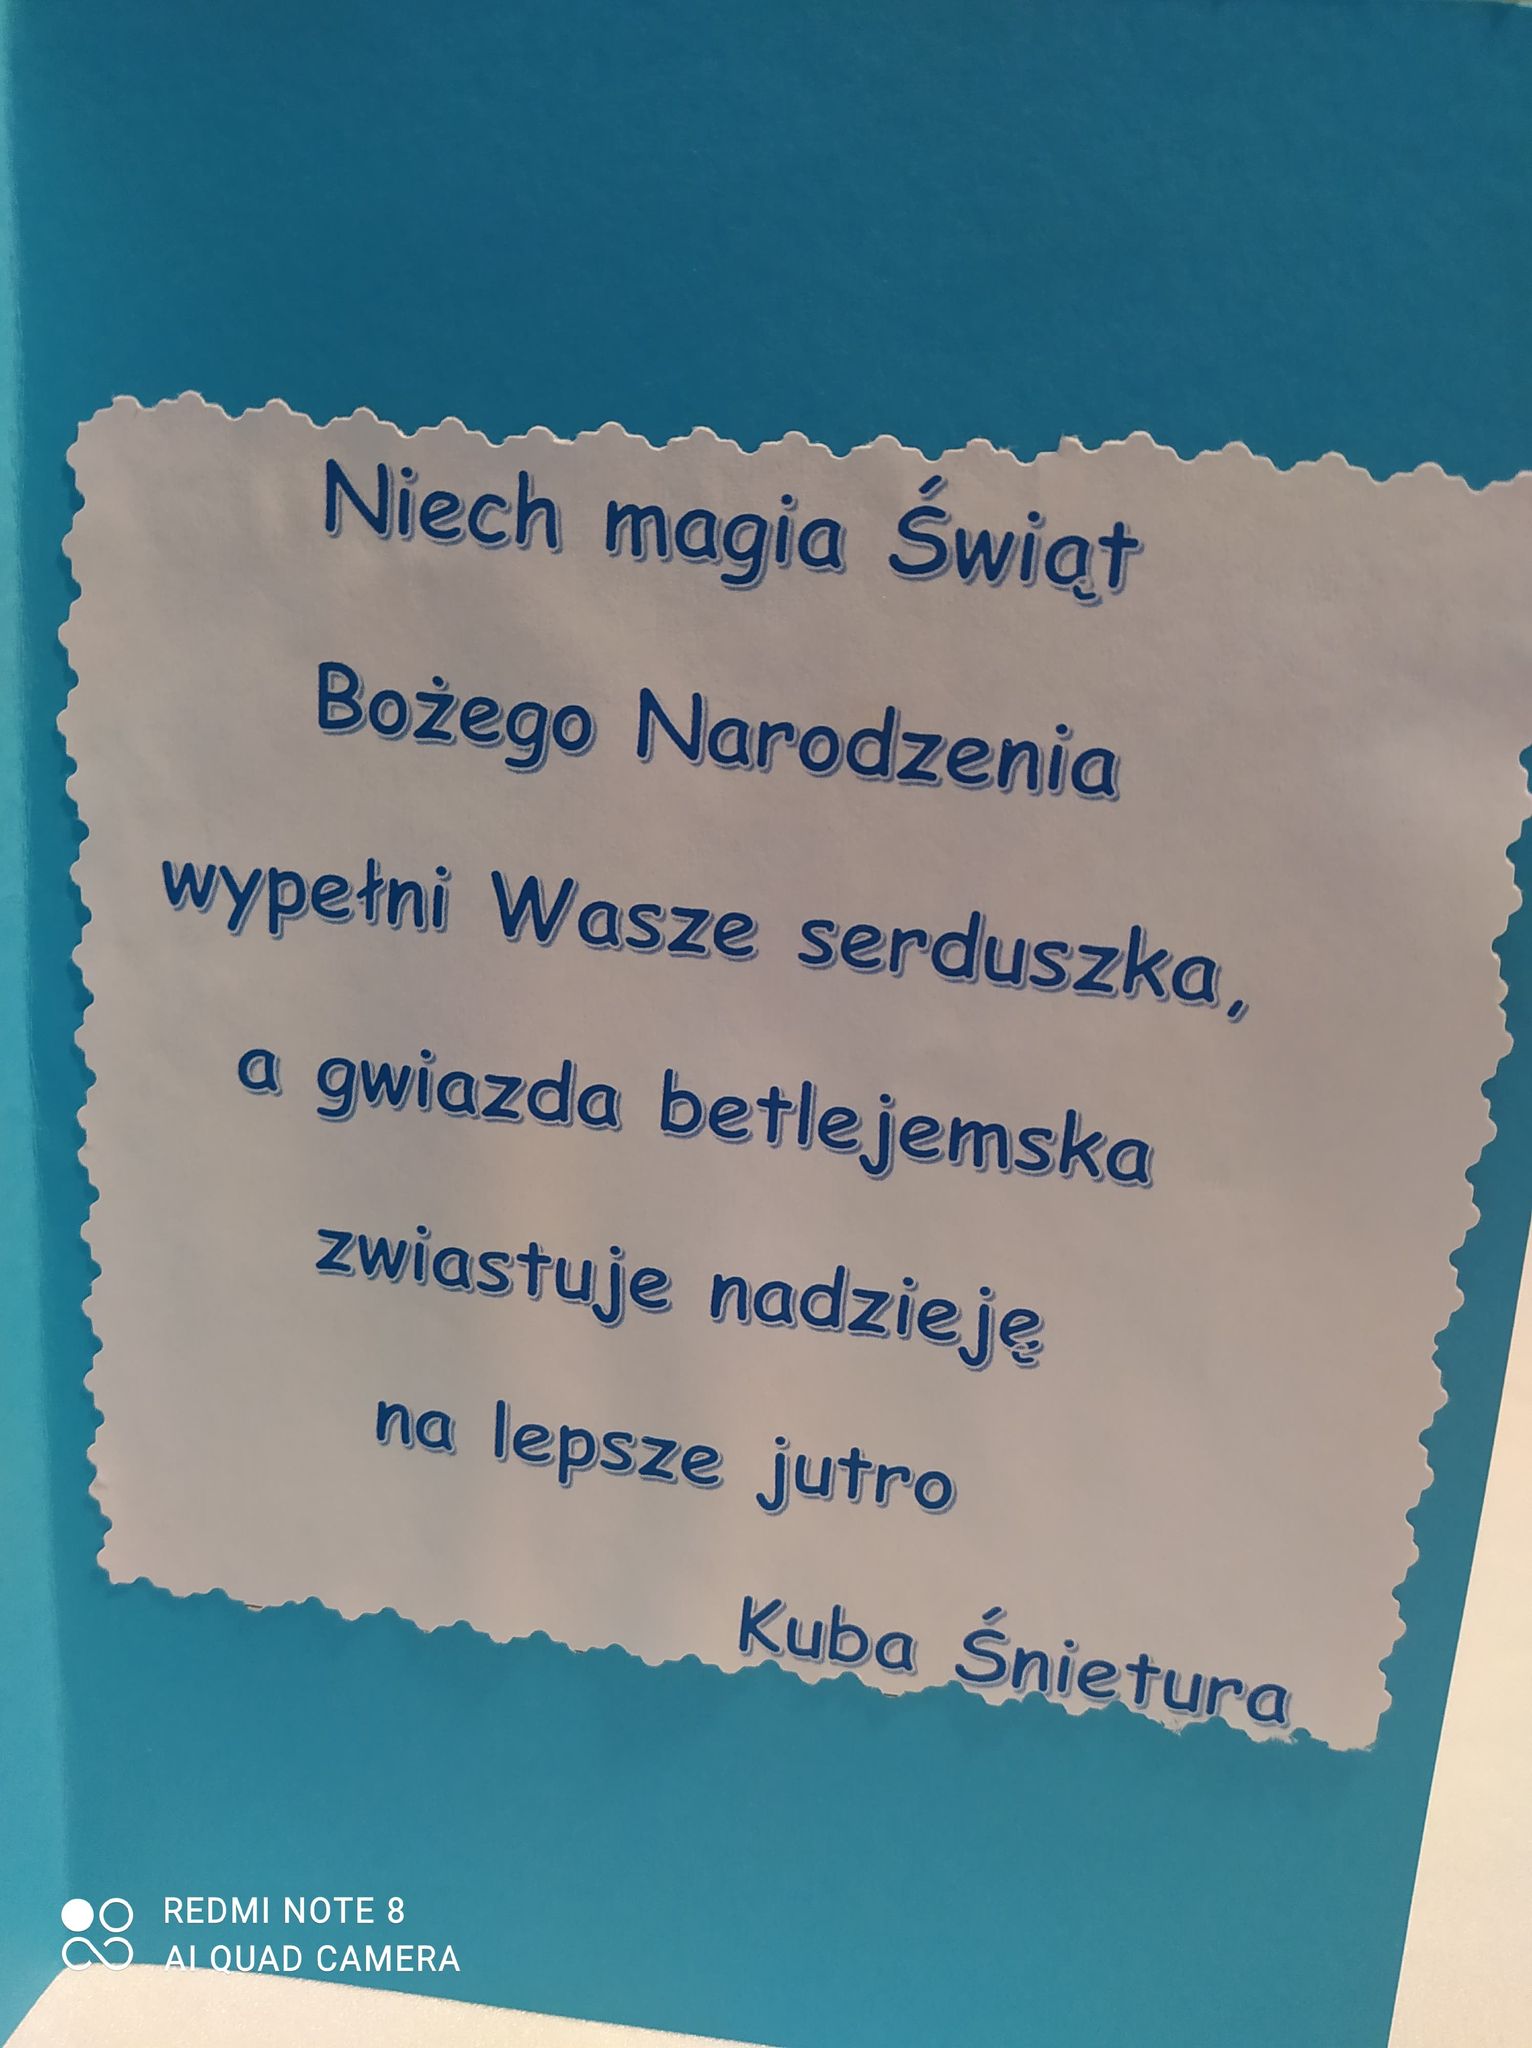 Niech magia Świąt
Bożego Narodzenia
wypełni Wasze serduszka,
a gwiazda betlejemska
zwiastuje nadzieję
na lepsze jutro
Kuba Śnietura
REDMI NOTE 8
AI QUAD CAMERA